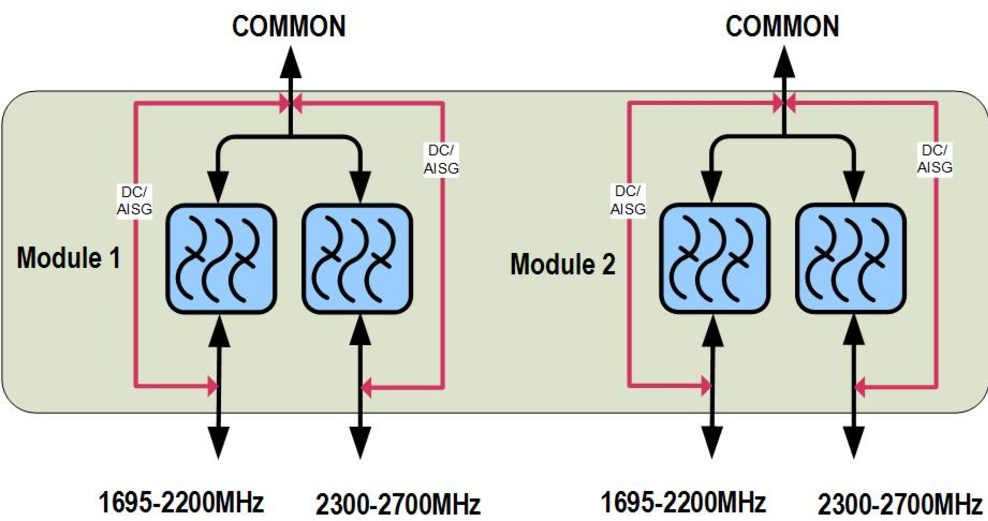 COMMON
COMMON
DC/
AISG
DC/
AISG
DC/
AISG
DC/
AISG
Module 1
Module 2
1695-2200MHz
2300-2700MHz
1695-2200MHz
2300-2700MHz